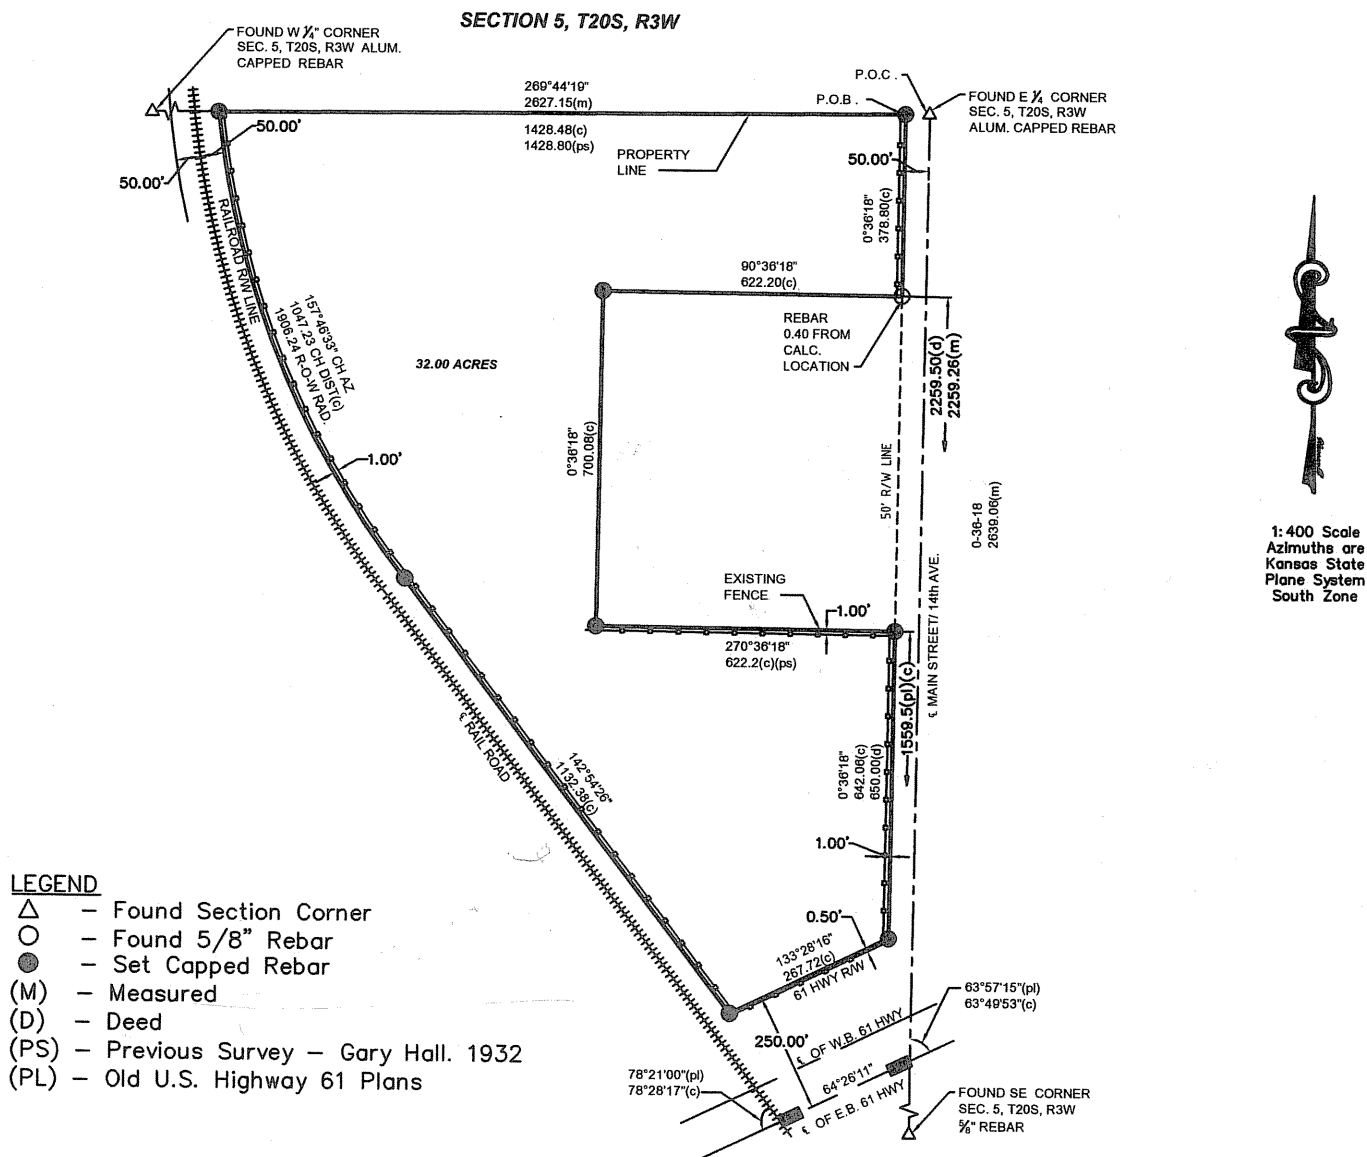 SECTION 5, T20S, R3W
FOUND W ¼" CORNER
SEC. 5, T20S, R3W ALUM.
CAPPED REBAR
269°44'19"
2627.15(m)
1428.48(c)
1428.80(ps)
P.O.C.
P.O.B.
FOUND E ¼ CORNER
SEC. 5, T20S, R3W
ALUM. CAPPED REBAR
50.00'
50.00'
PROPERTY
LINE
50.00'
0°36'18"
378.80(c)
RAILROAD R/W LINE
90°36'18"
622.20(c)
REBAR
0.40 FROM
CALC.
LOCATION
2259.50(d)
2259.26(m)
157°46'33" CH AZ
1047.23 CH DIST(c)
1906.24 R-O-W RAD.
32.00 ACRES
1.00'
0°36'18"
700.08(c)
50' R/W LINE
0-36-18
2639.06(m)
1:400 Scale
Azimuths are
Kansas State
Plane System
South Zone
EXISTING
FENCE
1.00'
270°36'18"
622.2(c)(ps)
℄ MAIN STREET/ 14th AVE.
1559.5(pl)(c)
℄ RAIL ROAD
142°54'26"
1132.38(c)
0°36'18"
642.06(c)
650.00(d)
1.00'
0.50'
133°28'16"
267.72(c)
61 HWY R/W
63°57'15"(pl)
63°49'53"(c)
250.00'
℄ OF W.B. 61 HWY
64°26'11"
℄ OF E.B. 61 HWY
78°21'00"(pl)
78°28'17"(c)
FOUND SE CORNER
SEC. 5, T20S, R3W
⅝" REBAR
LEGEND
△ – Found Section Corner
○ – Found 5/8" Rebar
● – Set Capped Rebar
(M) – Measured
(D) – Deed
(PS) – Previous Survey – Gary Hall. 1932
(PL) – Old U.S. Highway 61 Plans